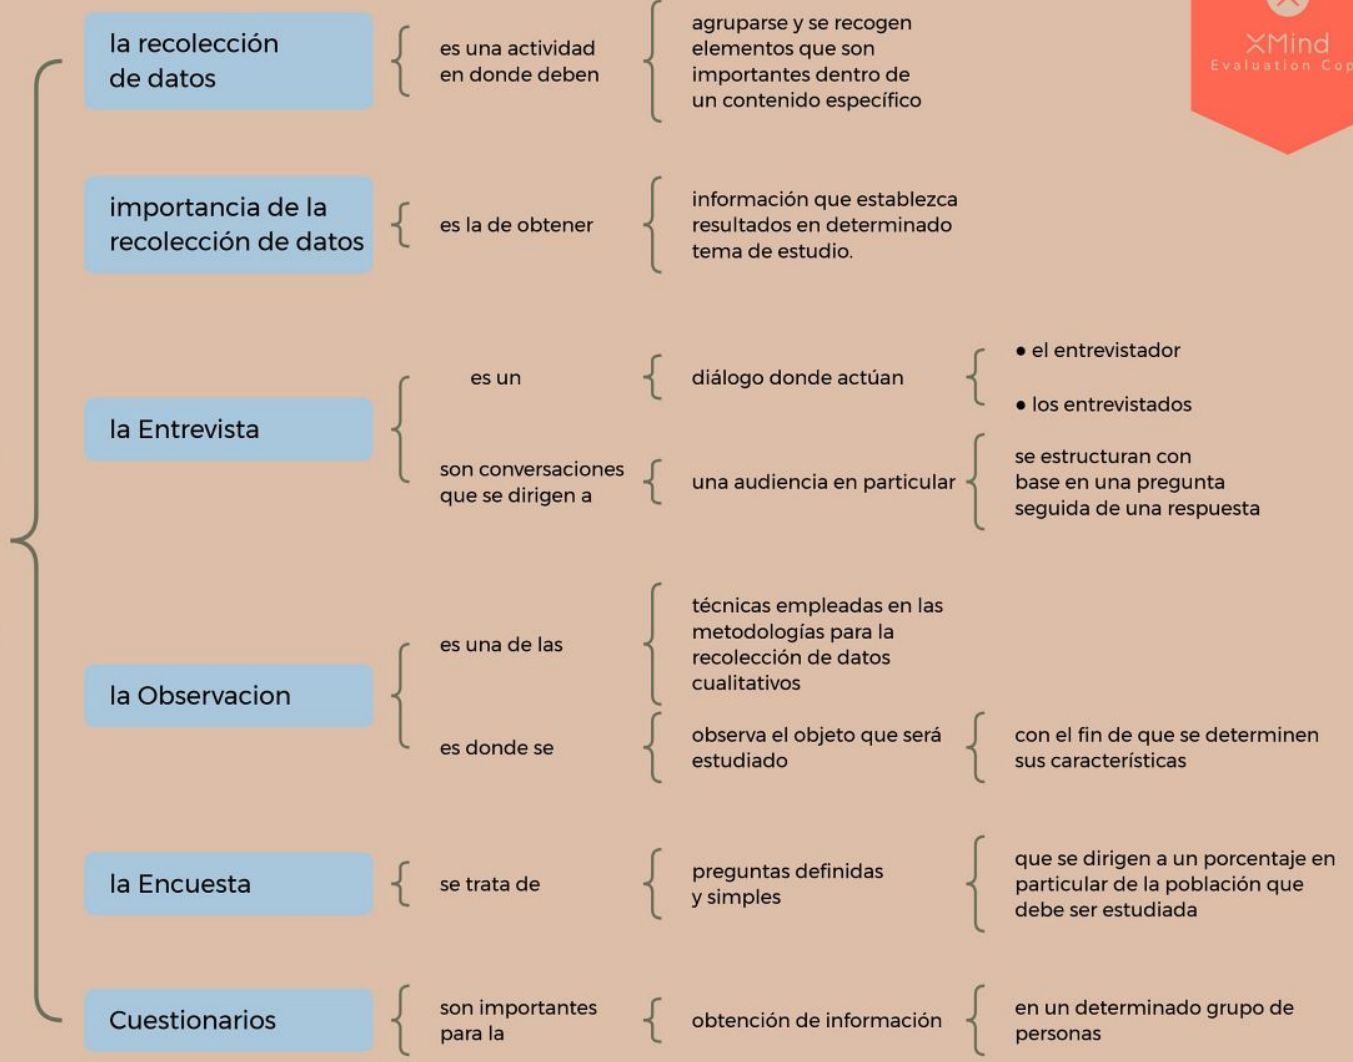 la recolección
de datos
es una actividad
en donde deben
agruparse y se recogen
elementos que son
importantes dentro de
un contenido específico
XMind
Evaluation Cop
importancia de la
recolección de datos
es la de obtener
información que establezca
resultados en determinado
tema de estudio.
la Entrevista
es un
diálogo donde actúan
● el entrevistador
● los entrevistados
son conversaciones
que se dirigen a
una audiencia en particular
se estructuran con
base en una pregunta
seguida de una respuesta
la Observacion
es una de las
técnicas empleadas en las
metodologías para la
recolección de datos
cualitativos
es donde se
observa el objeto que será
estudiado
con el fin de que se determinen
sus características
la Encuesta
se trata de
preguntas definidas
y simples
que se dirigen a un porcentaje en
particular de la población que
debe ser estudiada
Cuestionarios
son importantes
para la
obtención de información
en un determinado grupo de
personas